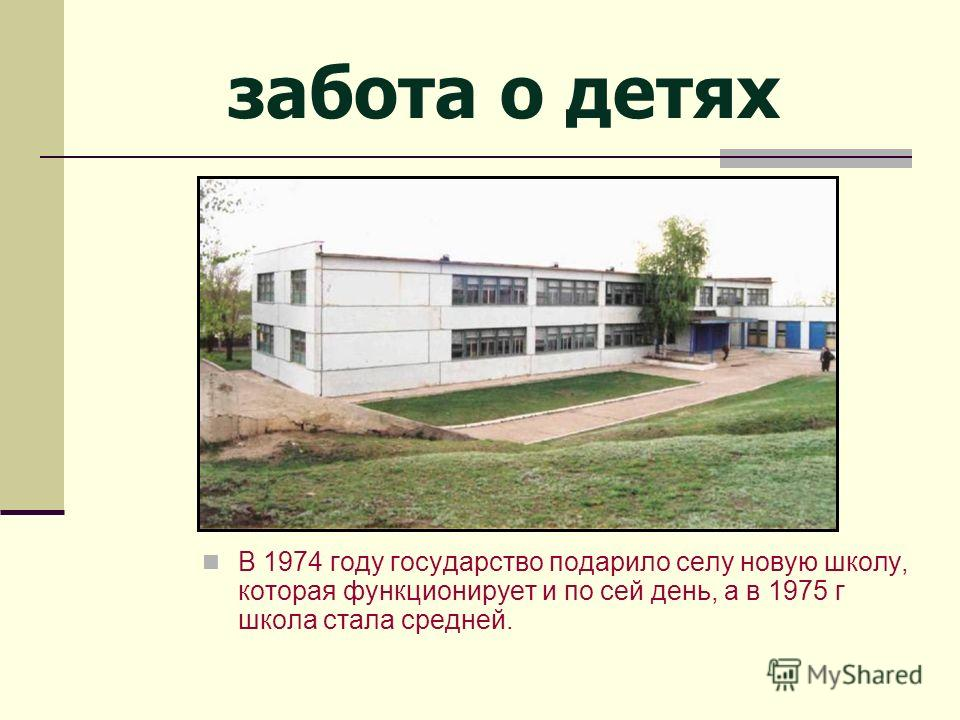 забота о детях
В 1974 году государство подарило селу новую школу,
которая функционирует и по сей день, а в 1975 г
школа стала средней.
MyShared